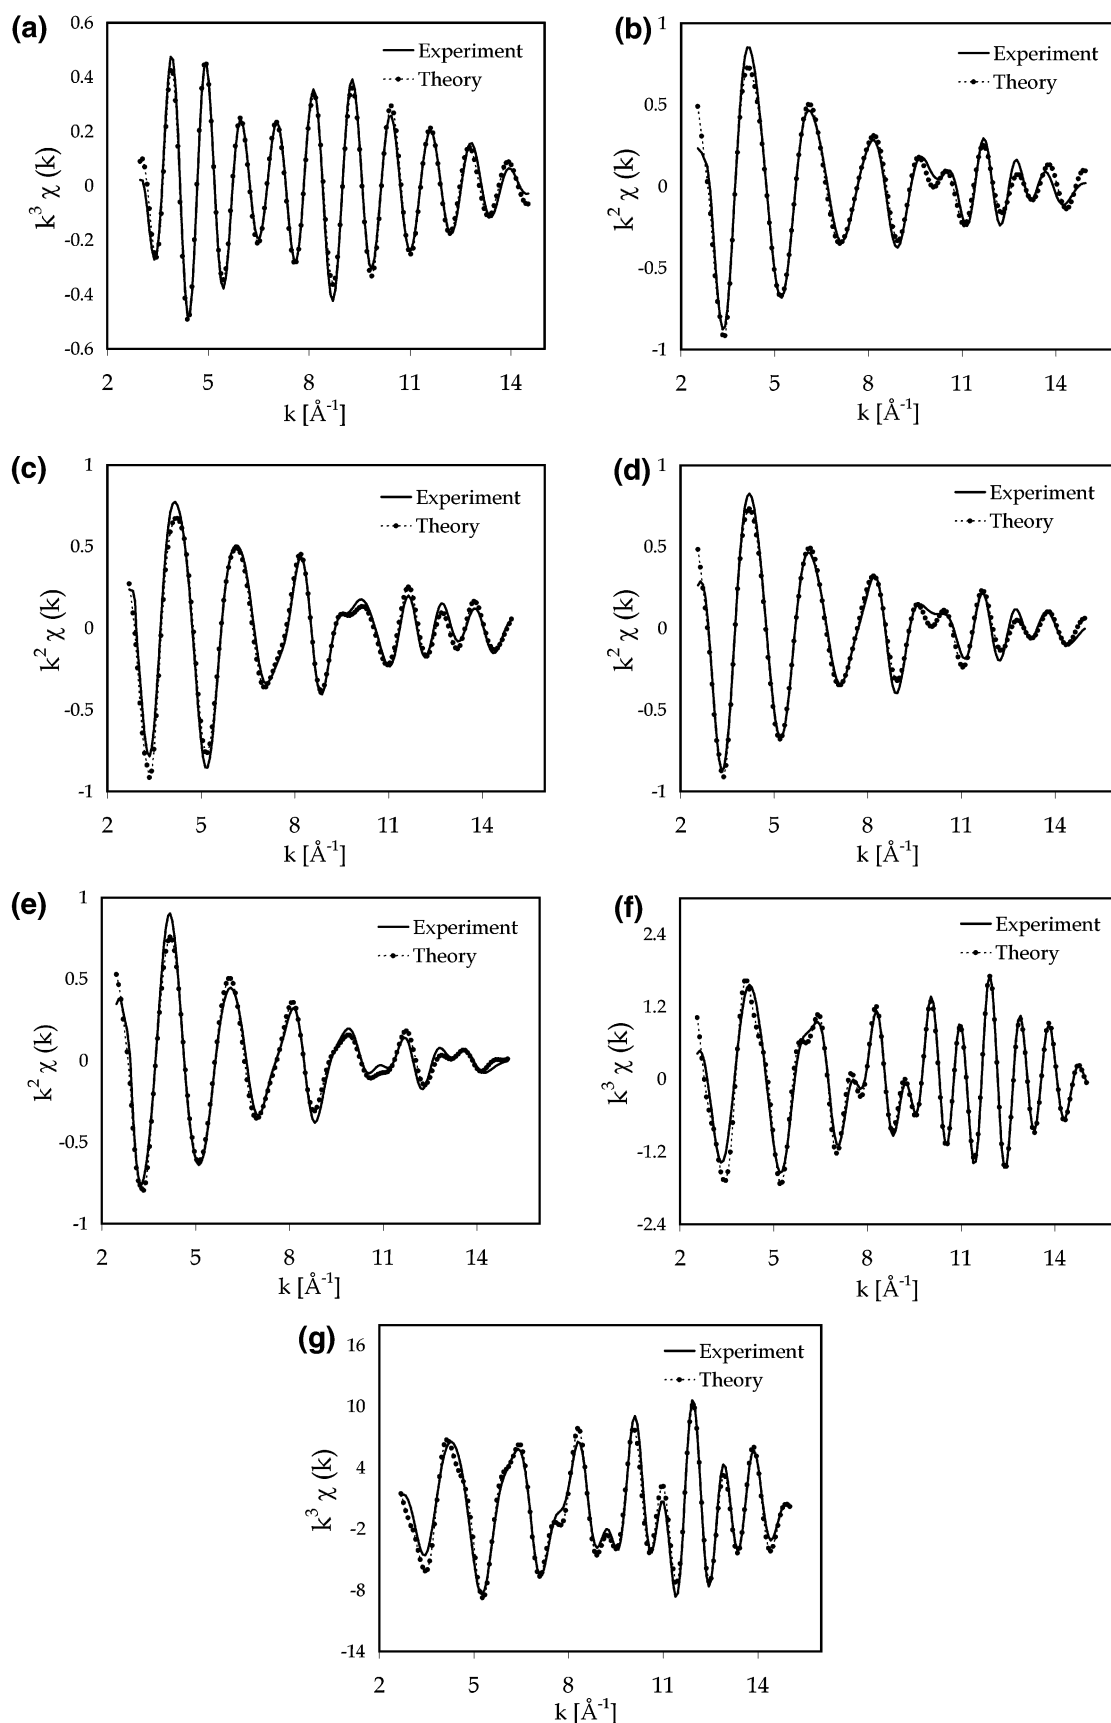 (a)
0.6
0.4
0.2
0
-0.2
-0.4
-0.6
k³ χ (k)
Experiment
Theory
2 5 8 11 14
k [Å⁻¹]
(b)
1
0.5
0
-0.5
-1
k² χ (k)
Experiment
Theory
2 5 8 11 14
k [Å⁻¹]
(c)
1
0.5
0
-0.5
-1
k² χ (k)
Experiment
Theory
2 5 8 11 14
k [Å⁻¹]
(d)
1
0.5
0
-0.5
-1
k² χ (k)
Experiment
Theory
2 5 8 11 14
k [Å⁻¹]
(e)
1
0.5
0
-0.5
-1
k² χ (k)
Experiment
Theory
2 5 8 11 14
k [Å⁻¹]
(f)
2.4
1.2
0
-1.2
-2.4
k³ χ (k)
Experiment
Theory
2 5 8 11 14
k [Å⁻¹]
(g)
16
10
4
-2
-8
-14
k³ χ (k)
Experiment
Theory
2 5 8 11 14
k [Å⁻¹]